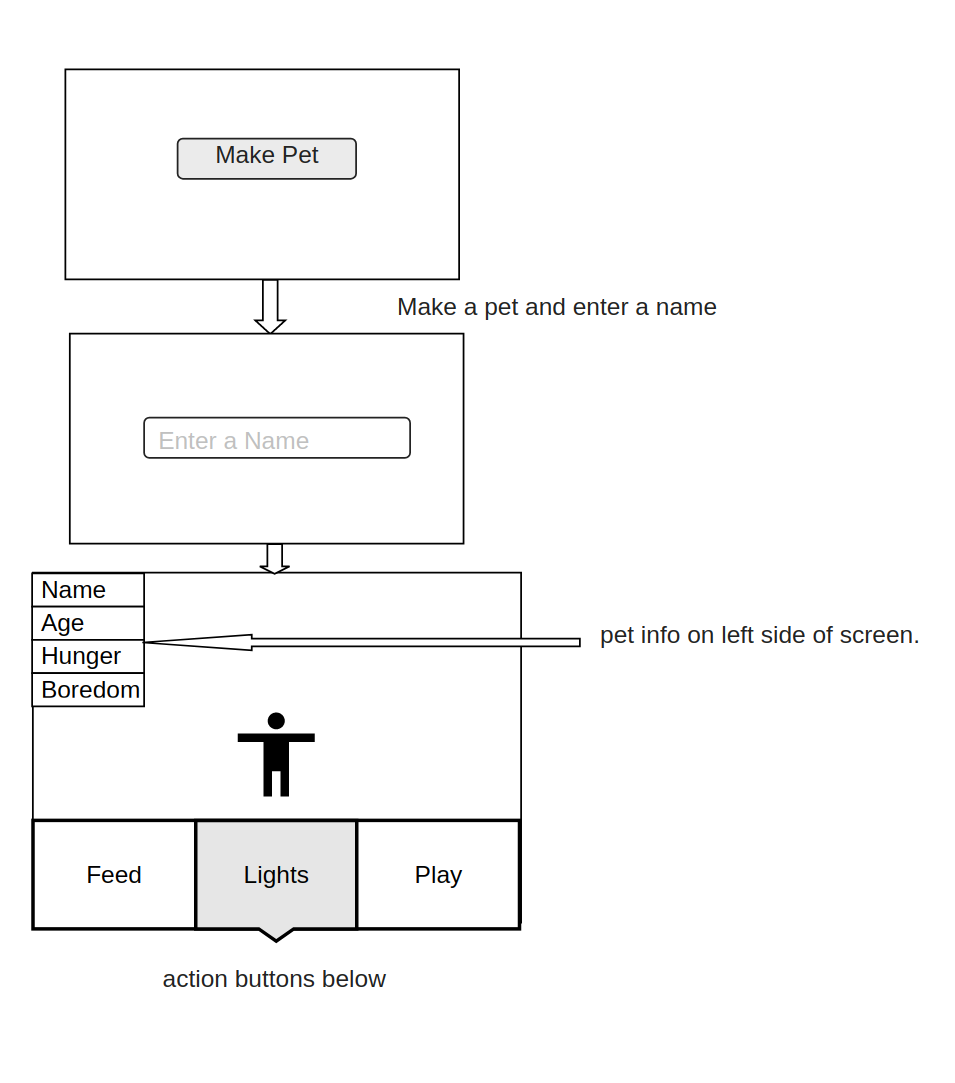 Make Pet
Make a pet and enter a name
Enter a Name
Name
Age
Hunger
Boredom
pet info on left side of screen.
Feed
Lights
Play
action buttons below